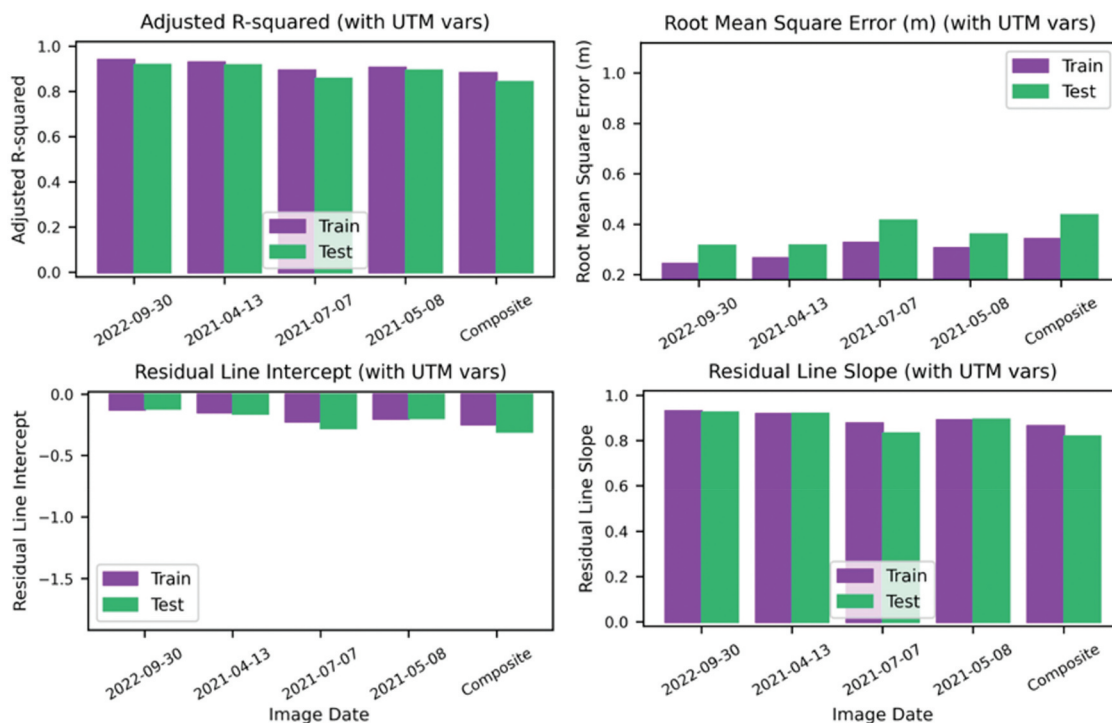 Adjusted R-squared (with UTM vars)
Adjusted R-squared
1.0
0.8
0.6
0.4
0.2
0.0
Train
Test
2022-09-30
2021-04-13
2021-07-07
2021-05-08
Composite
Root Mean Square Error (m) (with UTM vars)
Root Mean Square Error (m)
1.0
0.8
0.6
0.4
0.2
Train
Test
2022-09-30
2021-04-13
2021-07-07
2021-05-08
Composite
Residual Line Intercept (with UTM vars)
Residual Line Intercept
0.0
−0.5
−1.0
−1.5
Train
Test
2022-09-30
2021-04-13
2021-07-07
2021-05-08
Composite
Image Date
Residual Line Slope (with UTM vars)
Residual Line Slope
1.0
0.8
0.6
0.4
0.2
0.0
Train
Test
2022-09-30
2021-04-13
2021-07-07
2021-05-08
Composite
Image Date